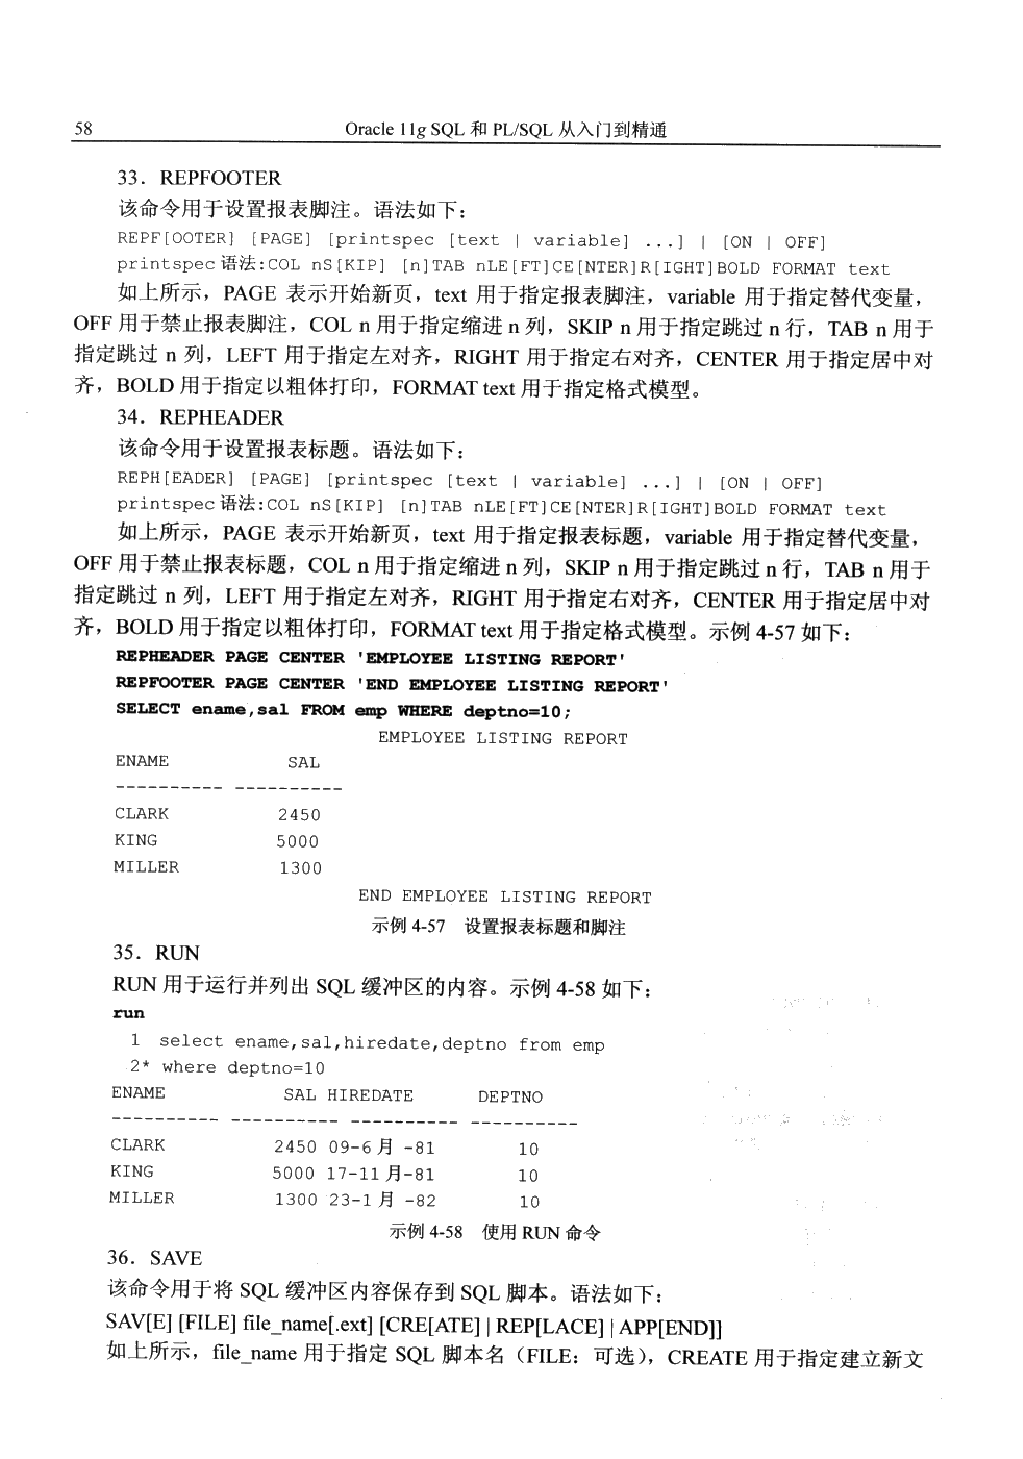 58
Oracle 11g SQL 和 PL/SQL 从入门到精通
33．REPFOOTER
该命令用于设置报表脚注。语法如下：
REPF[OOTER] [PAGE] [printspec [text | variable] ...] | [ON | OFF]
printspec语法:COL nS[KIP] [n]TAB nLE[FT]CE[NTER]R[IGHT]BOLD FORMAT text
如上所示，PAGE 表示开始新页，text 用于指定报表脚注，variable 用于指定替代变量，
OFF 用于禁止报表脚注，COL n 用于指定缩进 n 列，SKIP n 用于指定跳过 n 行，TAB n 用于
指定跳过 n 列，LEFT 用于指定左对齐，RIGHT 用于指定右对齐，CENTER 用于指定居中对
齐，BOLD 用于指定以粗体打印，FORMAT text 用于指定格式模型。
34．REPHEADER
该命令用于设置报表标题。语法如下：
REPH[EADER] [PAGE] [printspec [text | variable] ...] | [ON | OFF]
printspec语法:COL nS[KIP] [n]TAB nLE[FT]CE[NTER]R[IGHT]BOLD FORMAT text
如上所示，PAGE 表示开始新页，text 用于指定报表标题，variable 用于指定替代变量，
OFF 用于禁止报表标题，COL n 用于指定缩进 n 列，SKIP n 用于指定跳过 n 行，TAB n 用于
指定跳过 n 列，LEFT 用于指定左对齐，RIGHT 用于指定右对齐，CENTER 用于指定居中对
齐，BOLD 用于指定以粗体打印，FORMAT text 用于指定格式模型。示例 4-57 如下：
REPHEADER PAGE CENTER 'EMPLOYEE LISTING REPORT'
REPFOOTER PAGE CENTER 'END EMPLOYEE LISTING REPORT'
SELECT ename,sal FROM emp WHERE deptno=10;
EMPLOYEE LISTING REPORT
ENAME SAL
---------- ----------
CLARK 2450
KING 5000
MILLER 1300
END EMPLOYEE LISTING REPORT
示例 4-57 设置报表标题和脚注
35．RUN
RUN 用于运行并列出 SQL 缓冲区的内容。示例 4-58 如下：
run
1 select ename,sal,hiredate,deptno from emp
2* where deptno=10
ENAME SAL HIREDATE DEPTNO
---------- ---------- ---------- ----------
CLARK 2450 09-6月 -81 10
KING 5000 17-11月-81 10
MILLER 1300 23-1月 -82 10
示例 4-58 使用 RUN 命令
36．SAVE
该命令用于将 SQL 缓冲区内容保存到 SQL 脚本。语法如下：
SAV[E] [FILE] file_name[.ext] [CRE[ATE] | REP[LACE] | APP[END]]
如上所示，file_name 用于指定 SQL 脚本名（FILE：可选），CREATE 用于指定建立新文